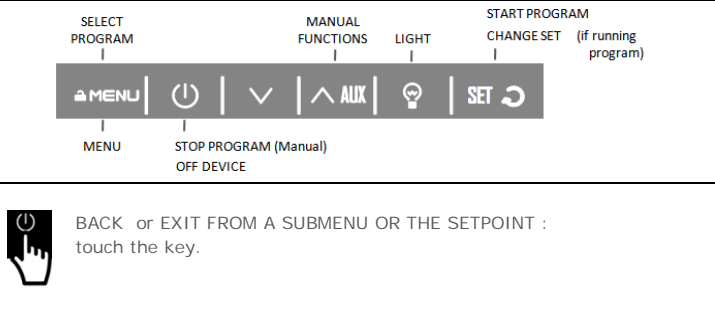 SELECT
PROGRAM
MANUAL
FUNCTIONS
LIGHT
START PROGRAM
CHANGE SET (if running
program)
MENU
AUX
SET
MENU
STOP PROGRAM (Manual)
OFF DEVICE
BACK or EXIT FROM A SUBMENU OR THE SETPOINT :
touch the key.